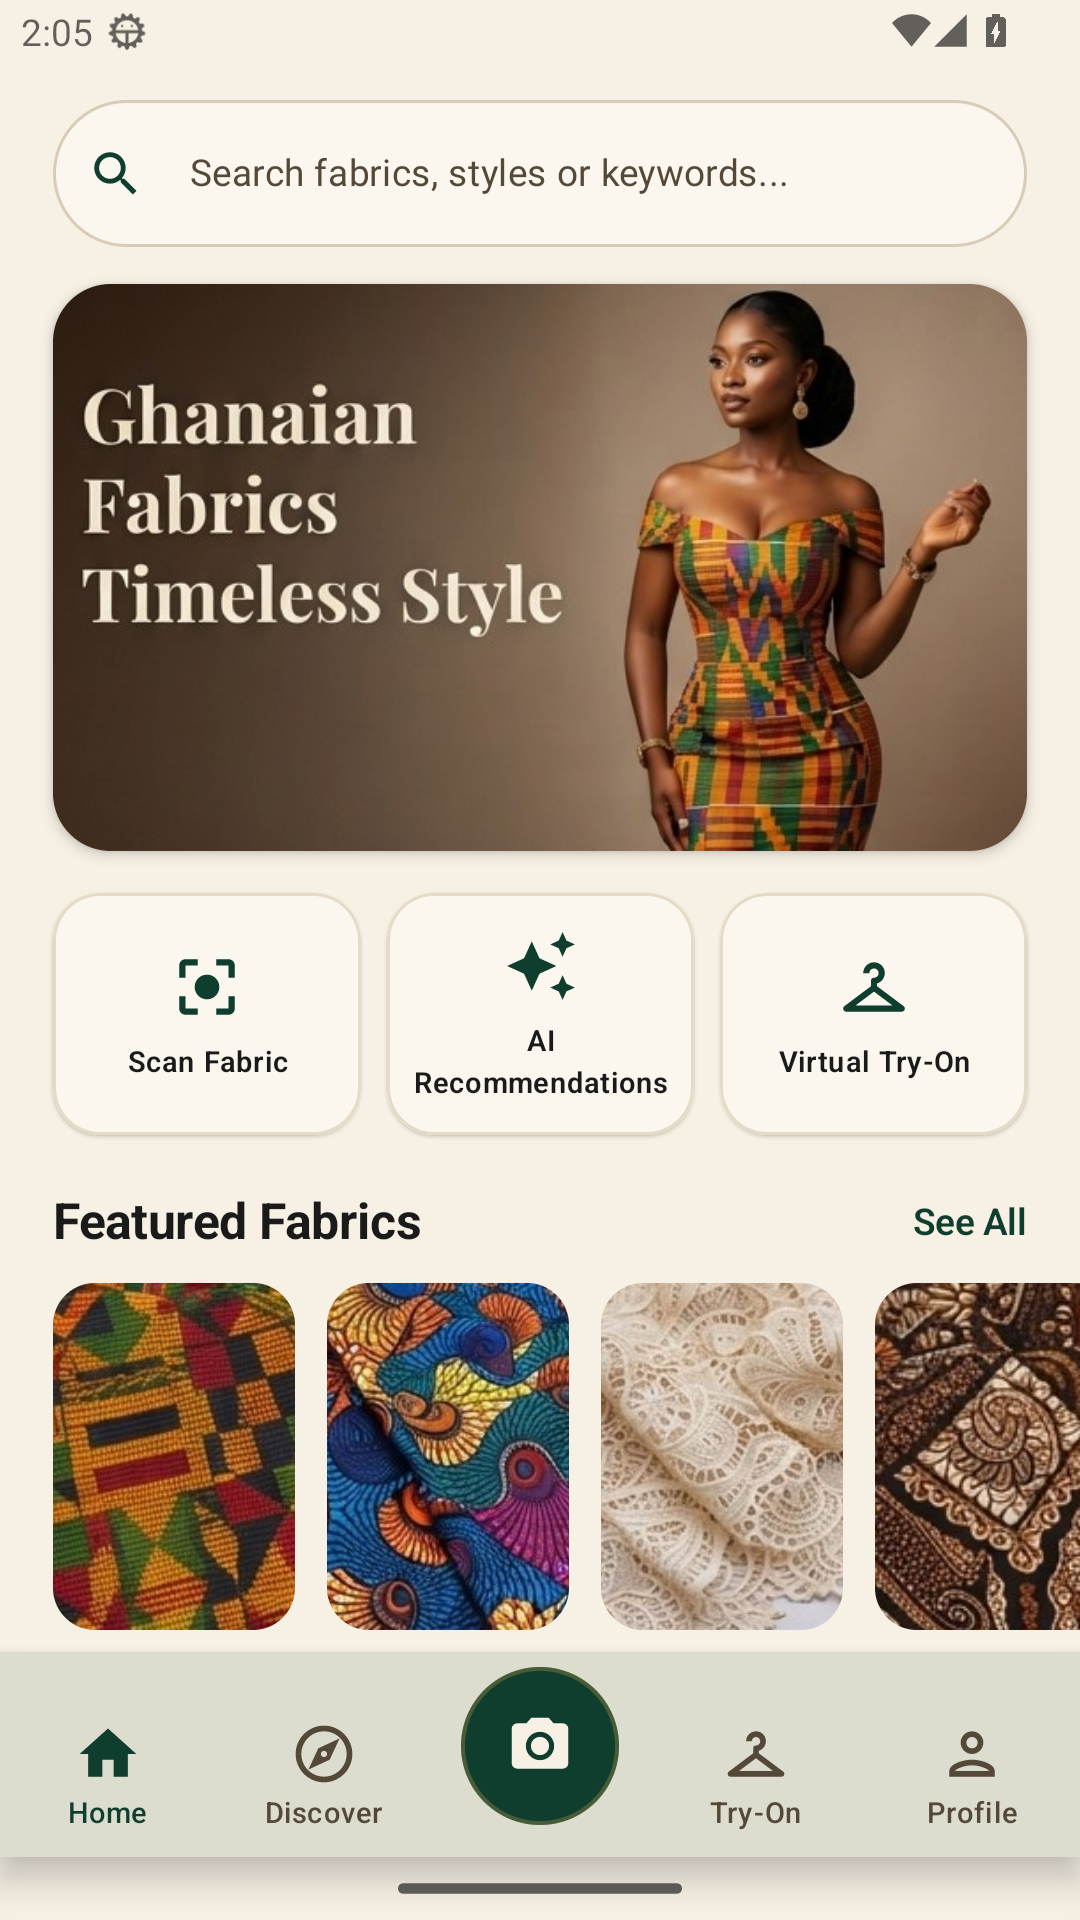 2:05
Search fabrics, styles or keywords...
Ghanaian
Fabrics
Timeless Style
Scan Fabric
AI
Recommendations
Virtual Try-On
Featured Fabrics
See All
Home
Discover
Try-On
Profile